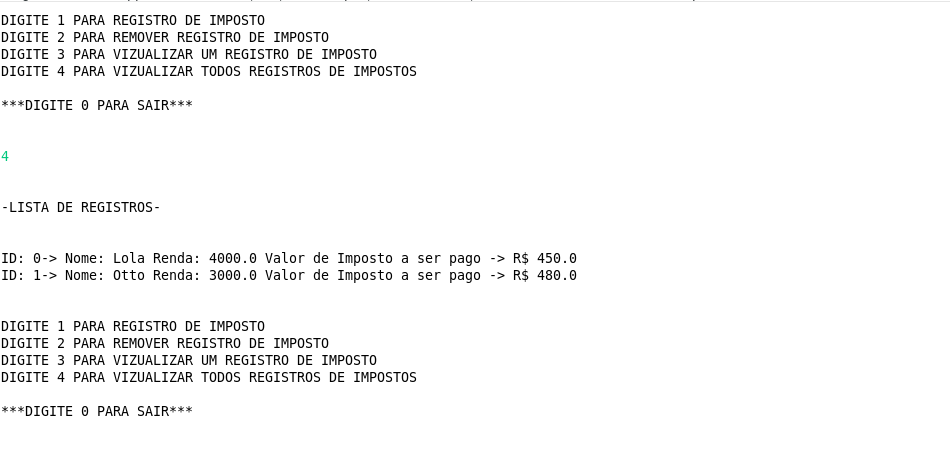 DIGITE 1 PARA REGISTRO DE IMPOSTO
DIGITE 2 PARA REMOVER REGISTRO DE IMPOSTO
DIGITE 3 PARA VIZUALIZAR UM REGISTRO DE IMPOSTO
DIGITE 4 PARA VIZUALIZAR TODOS REGISTROS DE IMPOSTOS
***DIGITE 0 PARA SAIR***
4
-LISTA DE REGISTROS-
ID: 0-> Nome: Lola Renda: 4000.0 Valor de Imposto a ser pago -> R$ 450.0
ID: 1-> Nome: Otto Renda: 3000.0 Valor de Imposto a ser pago -> R$ 480.0
DIGITE 1 PARA REGISTRO DE IMPOSTO
DIGITE 2 PARA REMOVER REGISTRO DE IMPOSTO
DIGITE 3 PARA VIZUALIZAR UM REGISTRO DE IMPOSTO
DIGITE 4 PARA VIZUALIZAR TODOS REGISTROS DE IMPOSTOS
***DIGITE 0 PARA SAIR***